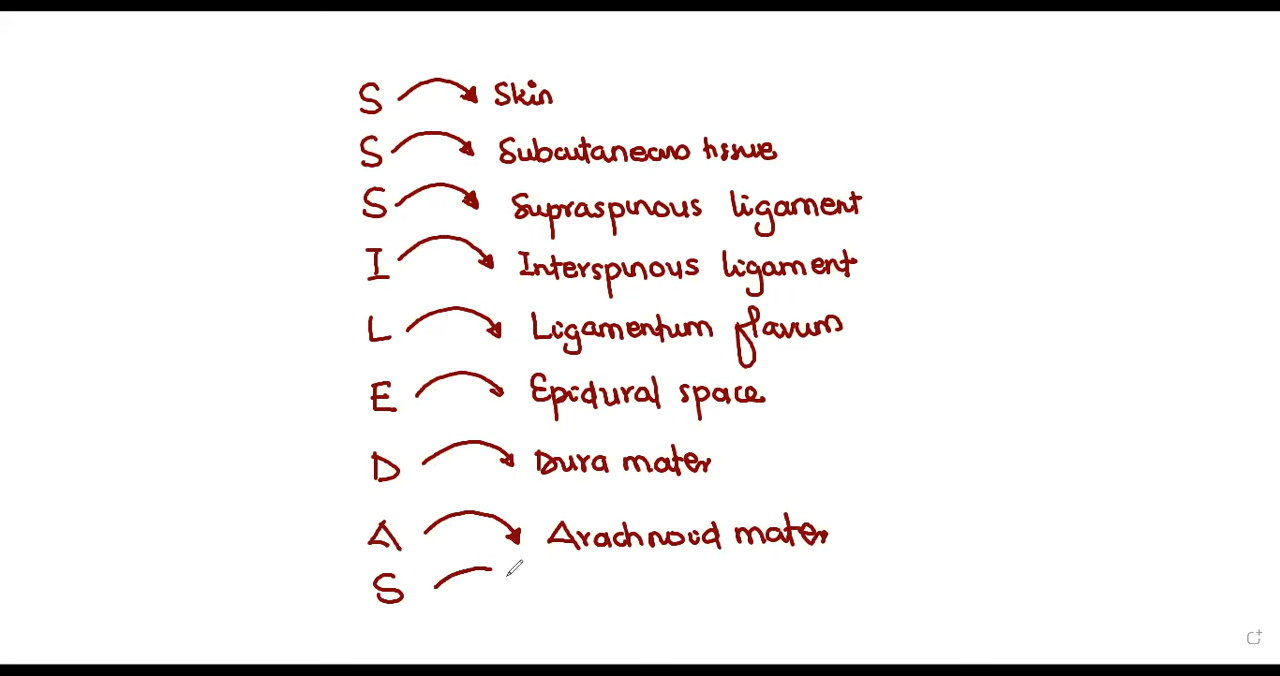 S Skin
S Subcutaneous tissue
S Supraspinous ligament
I Interspinous ligament
L Ligamentum flavum
E Epidural space
D Dura mater
A Arachnoid mater
S